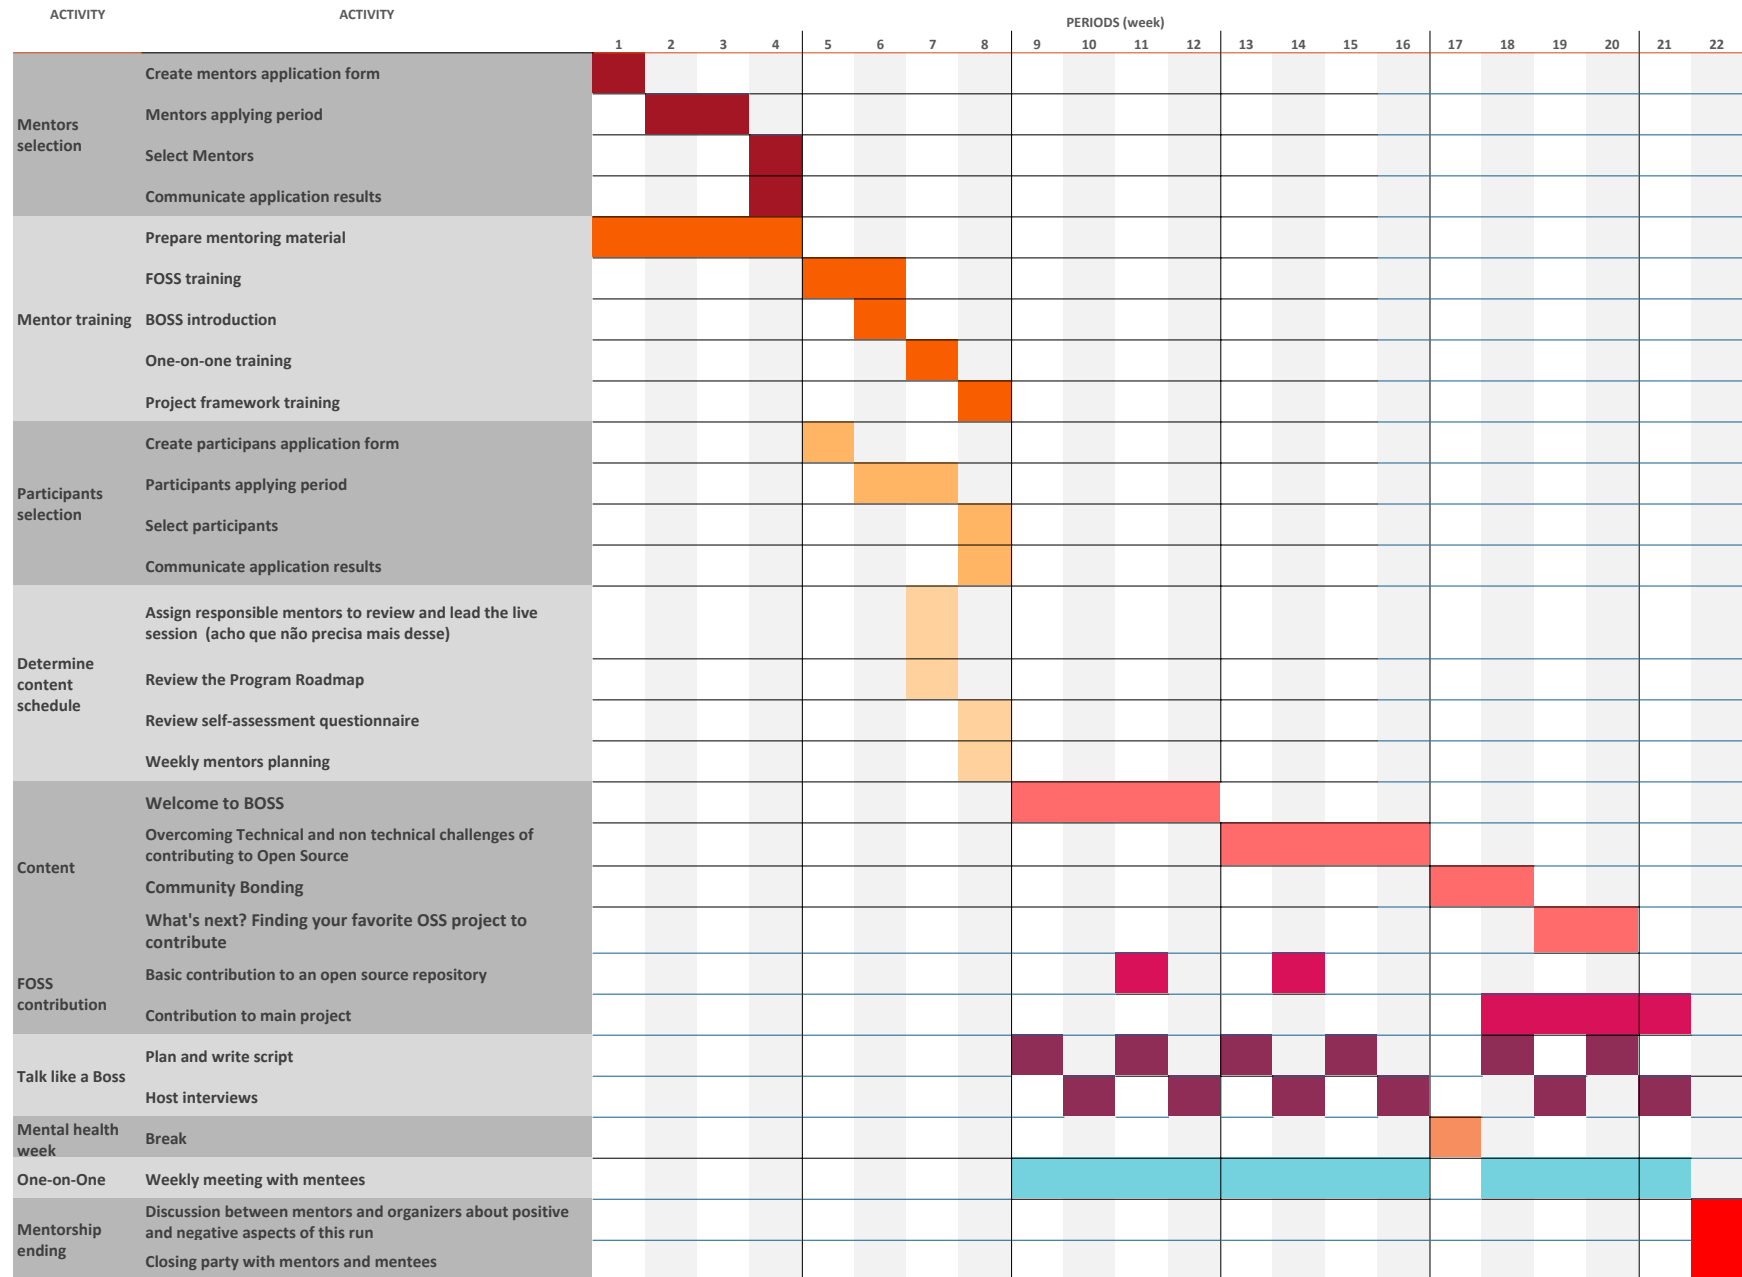 ACTIVITY ACTIVITY PERIODS (week)
1 2 3 4 5 6 7 8 9 10 11 12 13 14 15 16 17 18 19 20 21 22
Mentors
selection
Create mentors application form
Mentors applying period
Select Mentors
Communicate application results
Mentor training
Prepare mentoring material
FOSS training
BOSS introduction
One-on-one training
Project framework training
Participants
selection
Create participans application form
Participants applying period
Select participants
Communicate application results
Determine
content
schedule
Assign responsible mentors to review and lead the live
session (acho que não precisa mais desse)
Review the Program Roadmap
Review self-assessment questionnaire
Weekly mentors planning
Content
Welcome to BOSS
Overcoming Technical and non technical challenges of
contributing to Open Source
Community Bonding
What's next? Finding your favorite OSS project to
contribute
FOSS
contribution
Basic contribution to an open source repository
Contribution to main project
Talk like a Boss
Plan and write script
Host interviews
Mental health
week
Break
One-on-One
Weekly meeting with mentees
Mentorship
ending
Discussion between mentors and organizers about positive
and negative aspects of this run
Closing party with mentors and mentees